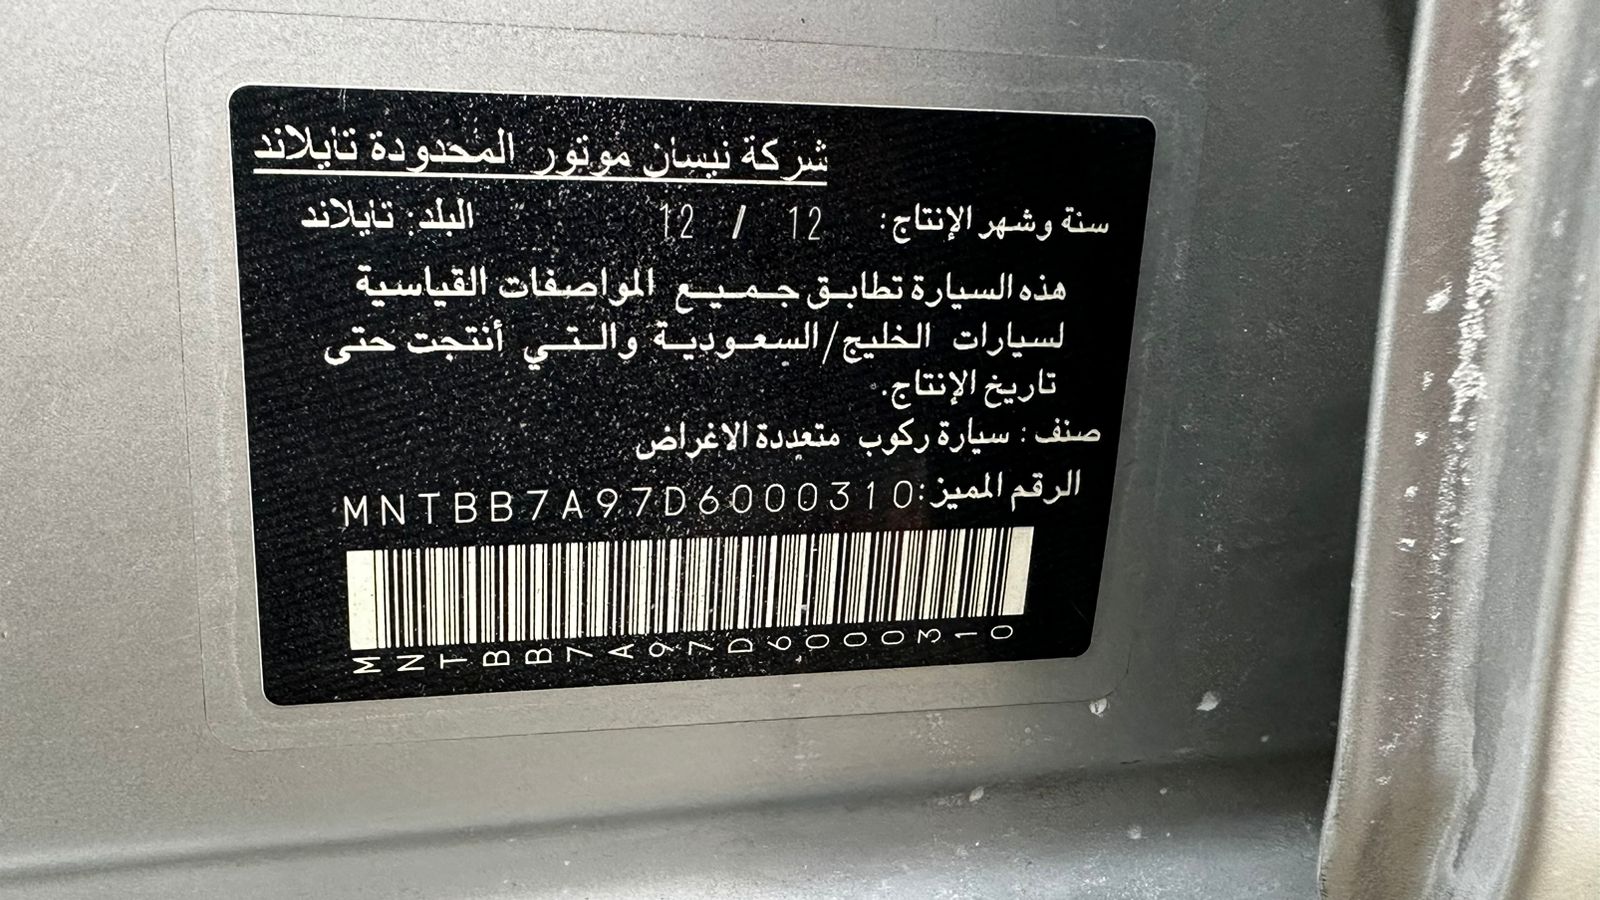 شركة نيسان موتور المحدودة تايلاند
سنة وشهر الإنتاج: 12 / 12 البلد: تايلاند
هذه السيارة تطابق جميع المواصفات القياسية
لسيارات الخليج/السعودية والتي أنتجت حتى
تاريخ الإنتاج.
صنف: سيارة ركوب متعددة الاغراض
الرقم المميز: MNTBB7A97D6000310
MNTBB7A97D6000310